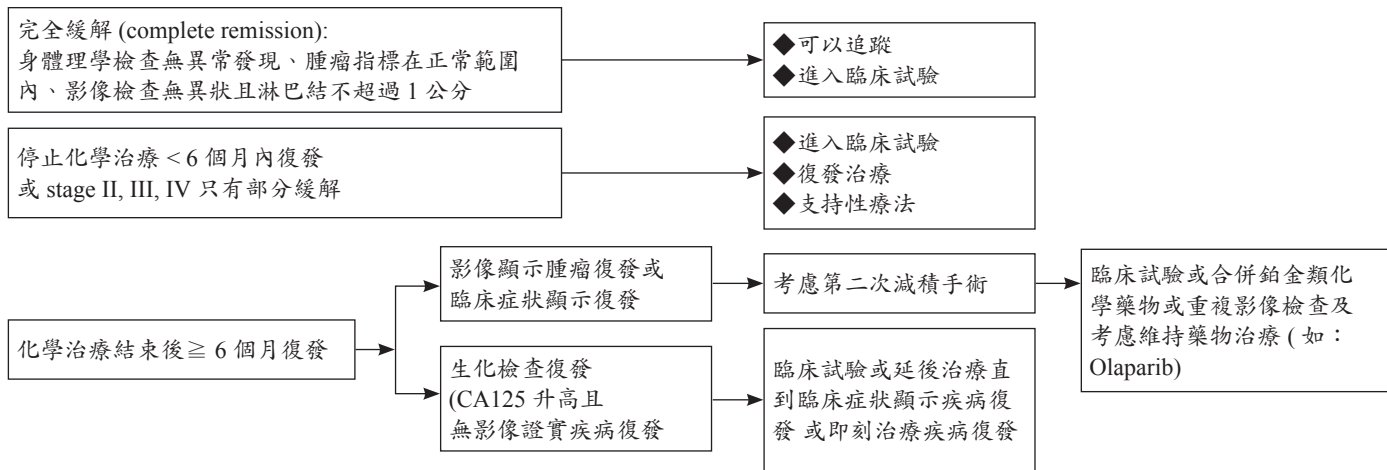 完全緩解 (complete remission):
身體理學檢查無異常發現、腫瘤指標在正常範圍
內、影像檢查無異狀且淋巴結不超過 1 公分
◆可以追蹤
◆進入臨床試驗
停止化學治療 < 6 個月內復發
或 stage II, III, IV 只有部分緩解
◆進入臨床試驗
◆復發治療
◆支持性療法
化學治療結束後≧ 6 個月復發
影像顯示腫瘤復發或
臨床症狀顯示復發
考慮第二次減積手術
臨床試驗或合併鉑金類化
學藥物或重複影像檢查及
考慮維持藥物治療 ( 如：
Olaparib)
生化檢查復發
(CA125 升高且
無影像證實疾病復發
臨床試驗或延後治療直
到臨床症狀顯示疾病復
發 或即刻治療疾病復發